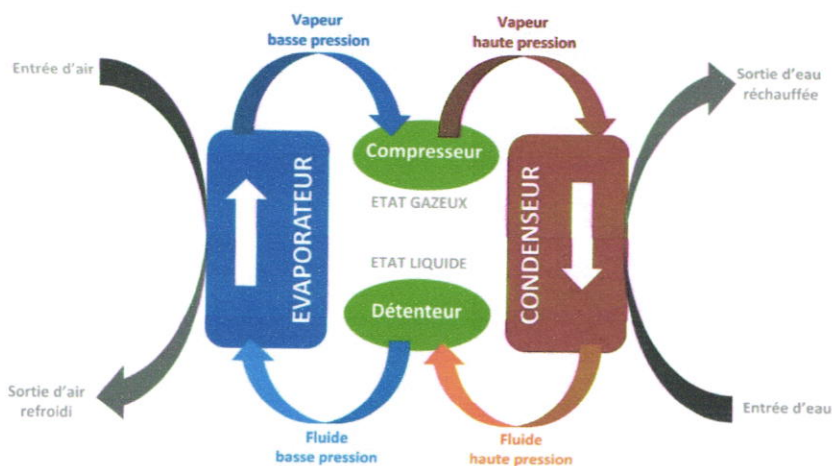 Vapeur
basse pression
Vapeur
haute pression
Entrée d'air
Sortie d'eau
réchauffée
Compresseur
ETAT GAZEUX
EVAPORATEUR
CONDENSEUR
ETAT LIQUIDE
Détenteur
Sortie d'air
refroidi
Entrée d'eau
Fluide
basse pression
Fluide
haute pression